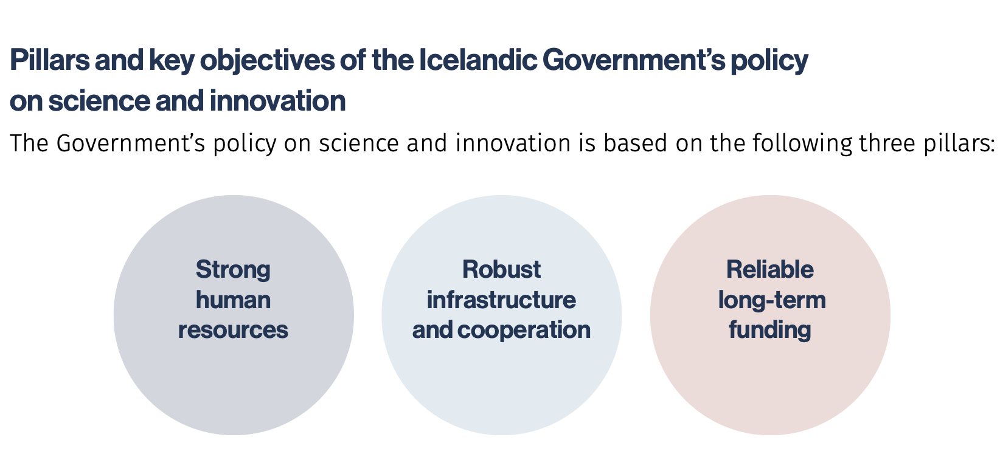 Pillars and key objectives of the Icelandic Government’s policy
on science and innovation
The Government’s policy on science and innovation is based on the following three pillars:
Strong
human
resources
Robust
infrastructure
and cooperation
Reliable
long-term
funding